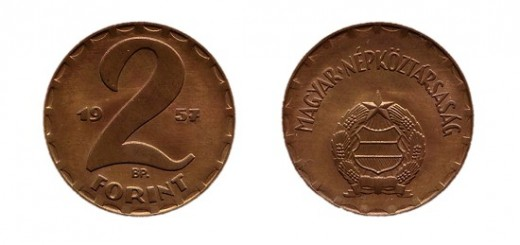 2
19 57
BP.
FORINT
MAGYAR·NÉPKÖZTÁRSASÁG